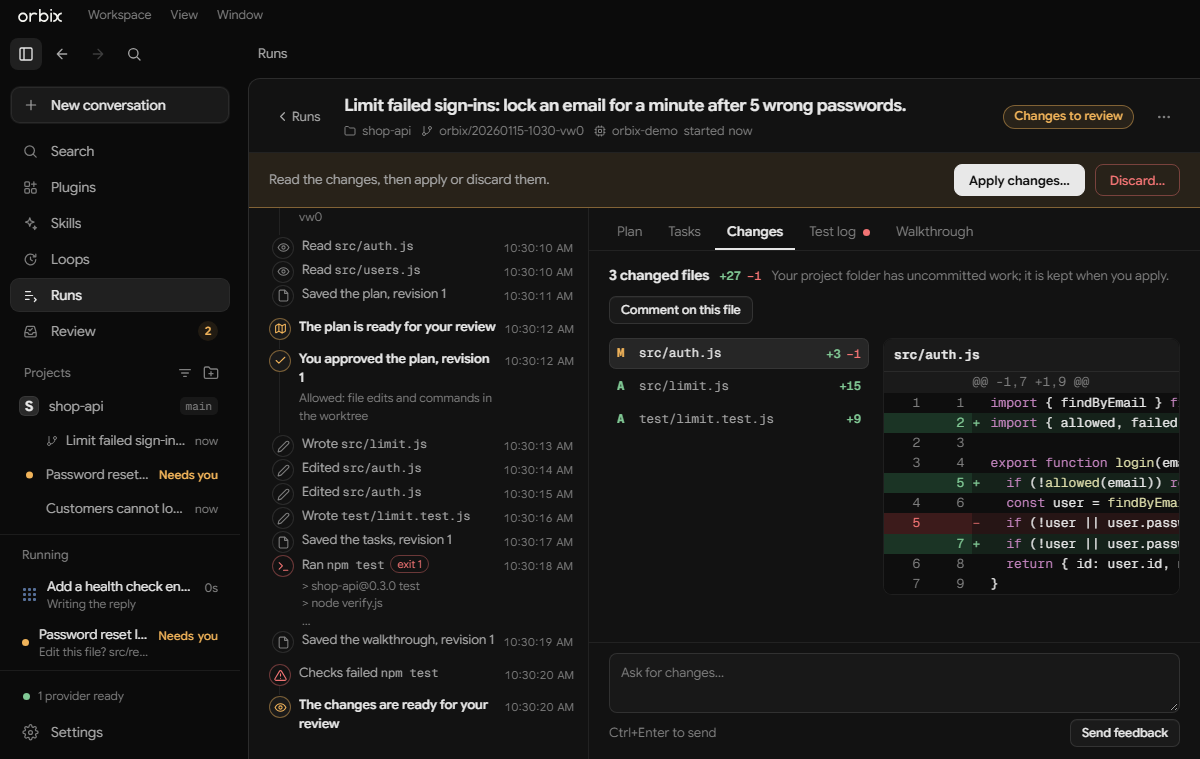 orbix Workspace View Window
Runs
New conversation
Search
Plugins
Skills
Loops
Runs
Review 2
Projects
S shop-api main
Limit failed sign-in... now
Password reset... Needs you
Customers cannot lo... now
Running
Add a health check en... 0s
Writing the reply
Password reset l... Needs you
Edit this file? src/re...
1 provider ready
Settings
Runs
Limit failed sign-ins: lock an email for a minute after 5 wrong passwords.
shop-api orbix/20260115-1030-vw0 orbix-demo started now
Changes to review
Read the changes, then apply or discard them.
Apply changes...
Discard...
vw0
Read src/auth.js 10:30:10 AM
Read src/users.js 10:30:10 AM
Saved the plan, revision 1 10:30:11 AM
The plan is ready for your review 10:30:12 AM
You approved the plan, revision 10:30:12 AM
1
Allowed: file edits and commands in
the worktree
Wrote src/limit.js 10:30:13 AM
Edited src/auth.js 10:30:14 AM
Edited src/auth.js 10:30:15 AM
Wrote test/limit.test.js 10:30:16 AM
Saved the tasks, revision 1 10:30:17 AM
Ran npm test exit 1 10:30:18 AM
> shop-api@0.3.0 test
> node verify.js
...
Saved the walkthrough, revision 1 10:30:19 AM
Checks failed npm test 10:30:20 AM
The changes are ready for your 10:30:20 AM
review
Plan Tasks Changes Test log Walkthrough
3 changed files +27 −1 Your project folder has uncommitted work; it is kept when you apply.
Comment on this file
M src/auth.js +3 −1
A src/limit.js +15
A test/limit.test.js +9
src/auth.js
@@ -1,7 +1,9 @@
1 1 import { findByEmail } f
2 + import { allowed, failed
2 3
3 4 export function login(ema
5 + if (!allowed(email)) re
4 6 const user = findByEma
5 − if (!user || user.passw
7 + if (!user || user.passw
6 8 return { id: user.id,
7 9 }
Ask for changes...
Ctrl+Enter to send
Send feedback